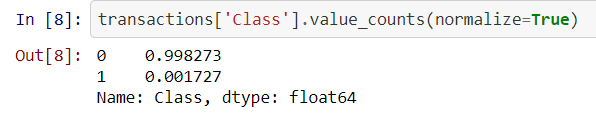 In [8]: transactions['Class'].value_counts(normalize=True)
Out[8]: 0    0.998273
1    0.001727
Name: Class, dtype: float64